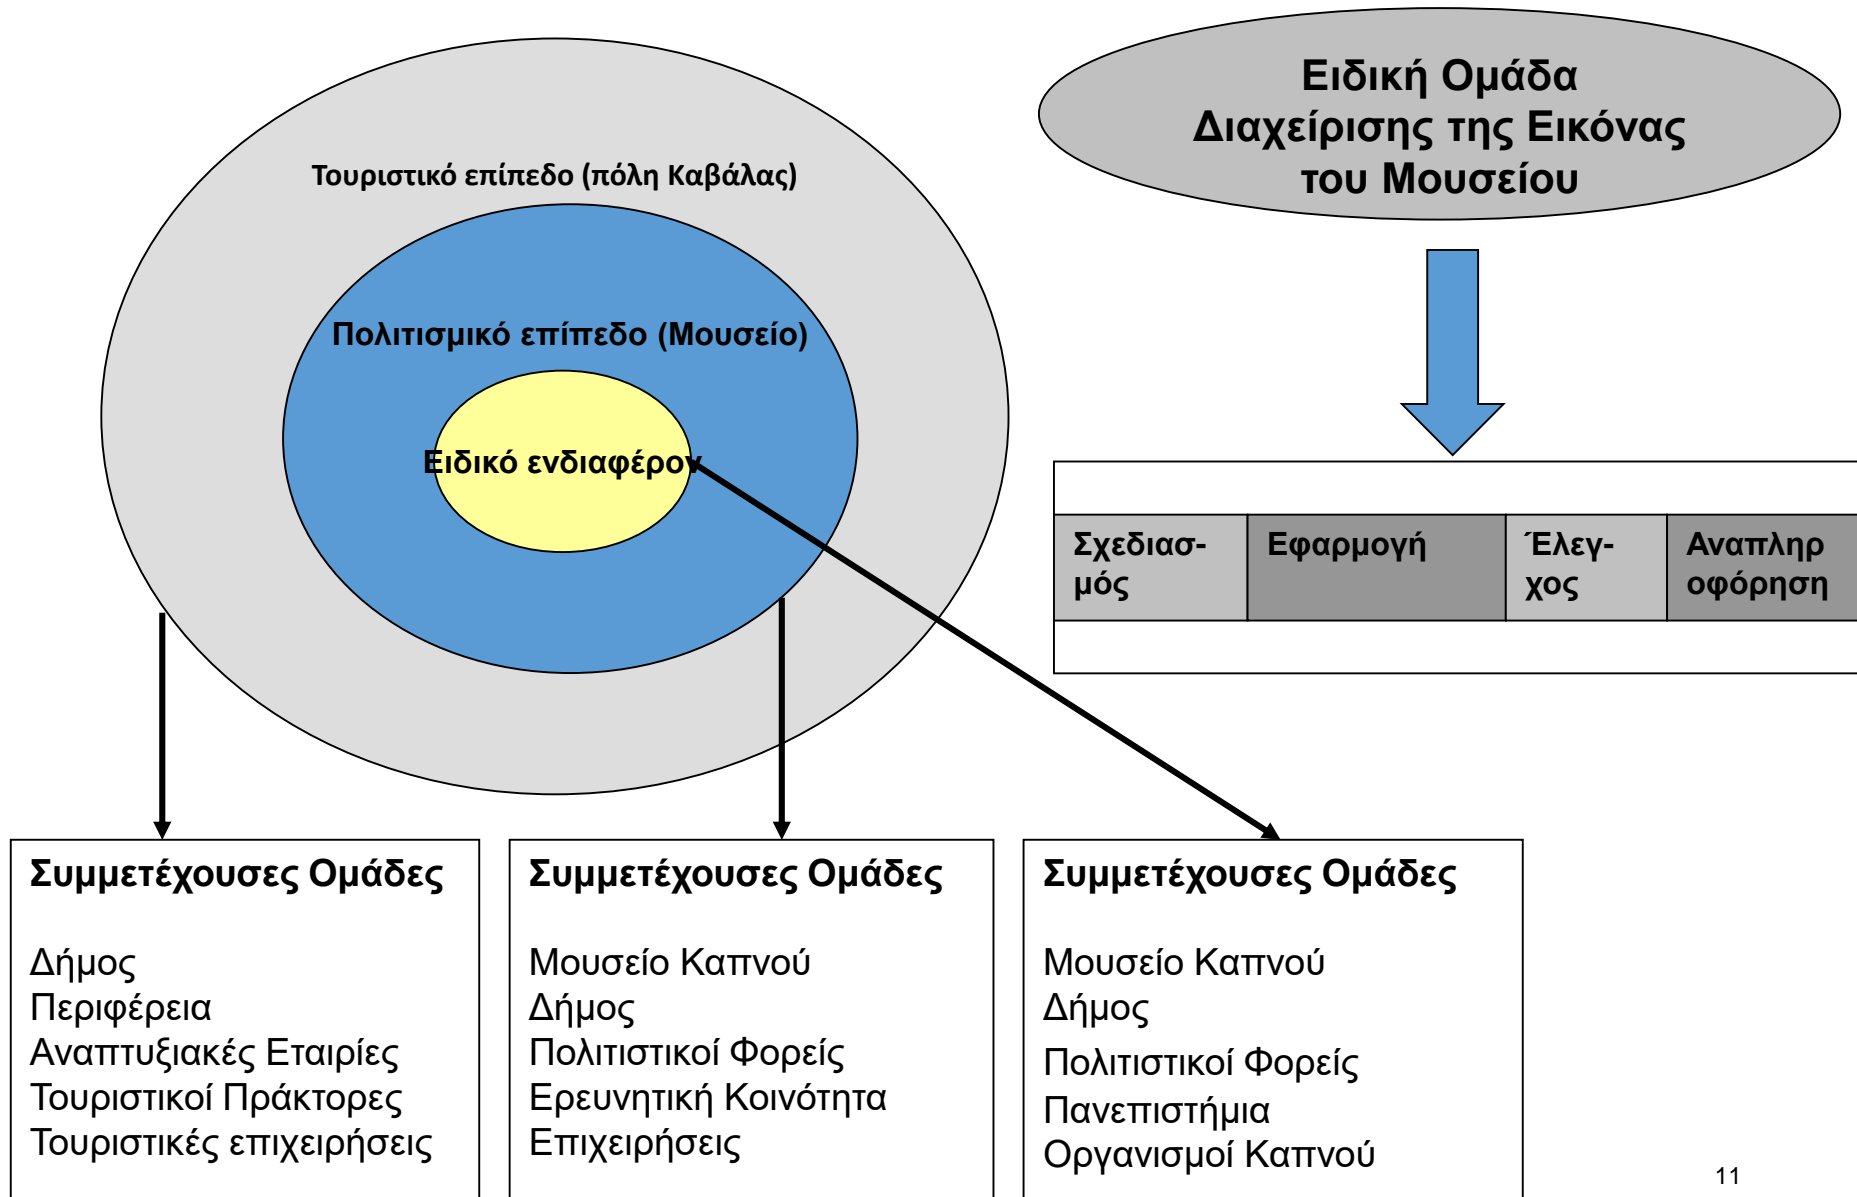 Ειδική Ομάδα
Διαχείρισης της Εικόνας
του Μουσείου
Τουριστικό επίπεδο (πόλη Καβάλας)
Πολιτισμικό επίπεδο (Μουσείο)
Ειδικό ενδιαφέρον
Σχεδιασ-
μός
Εφαρμογή
Έλεγ-
χος
Αναπληρ
οφόρηση
Συμμετέχουσες Ομάδες
Δήμος
Περιφέρεια
Αναπτυξιακές Εταιρίες
Τουριστικοί Πράκτορες
Τουριστικές επιχειρήσεις
Συμμετέχουσες Ομάδες
Μουσείο Καπνού
Δήμος
Πολιτιστικοί Φορείς
Ερευνητική Κοινότητα
Επιχειρήσεις
Συμμετέχουσες Ομάδες
Μουσείο Καπνού
Δήμος
Πολιτιστικοί Φορείς
Πανεπιστήμια
Οργανισμοί Καπνού
11